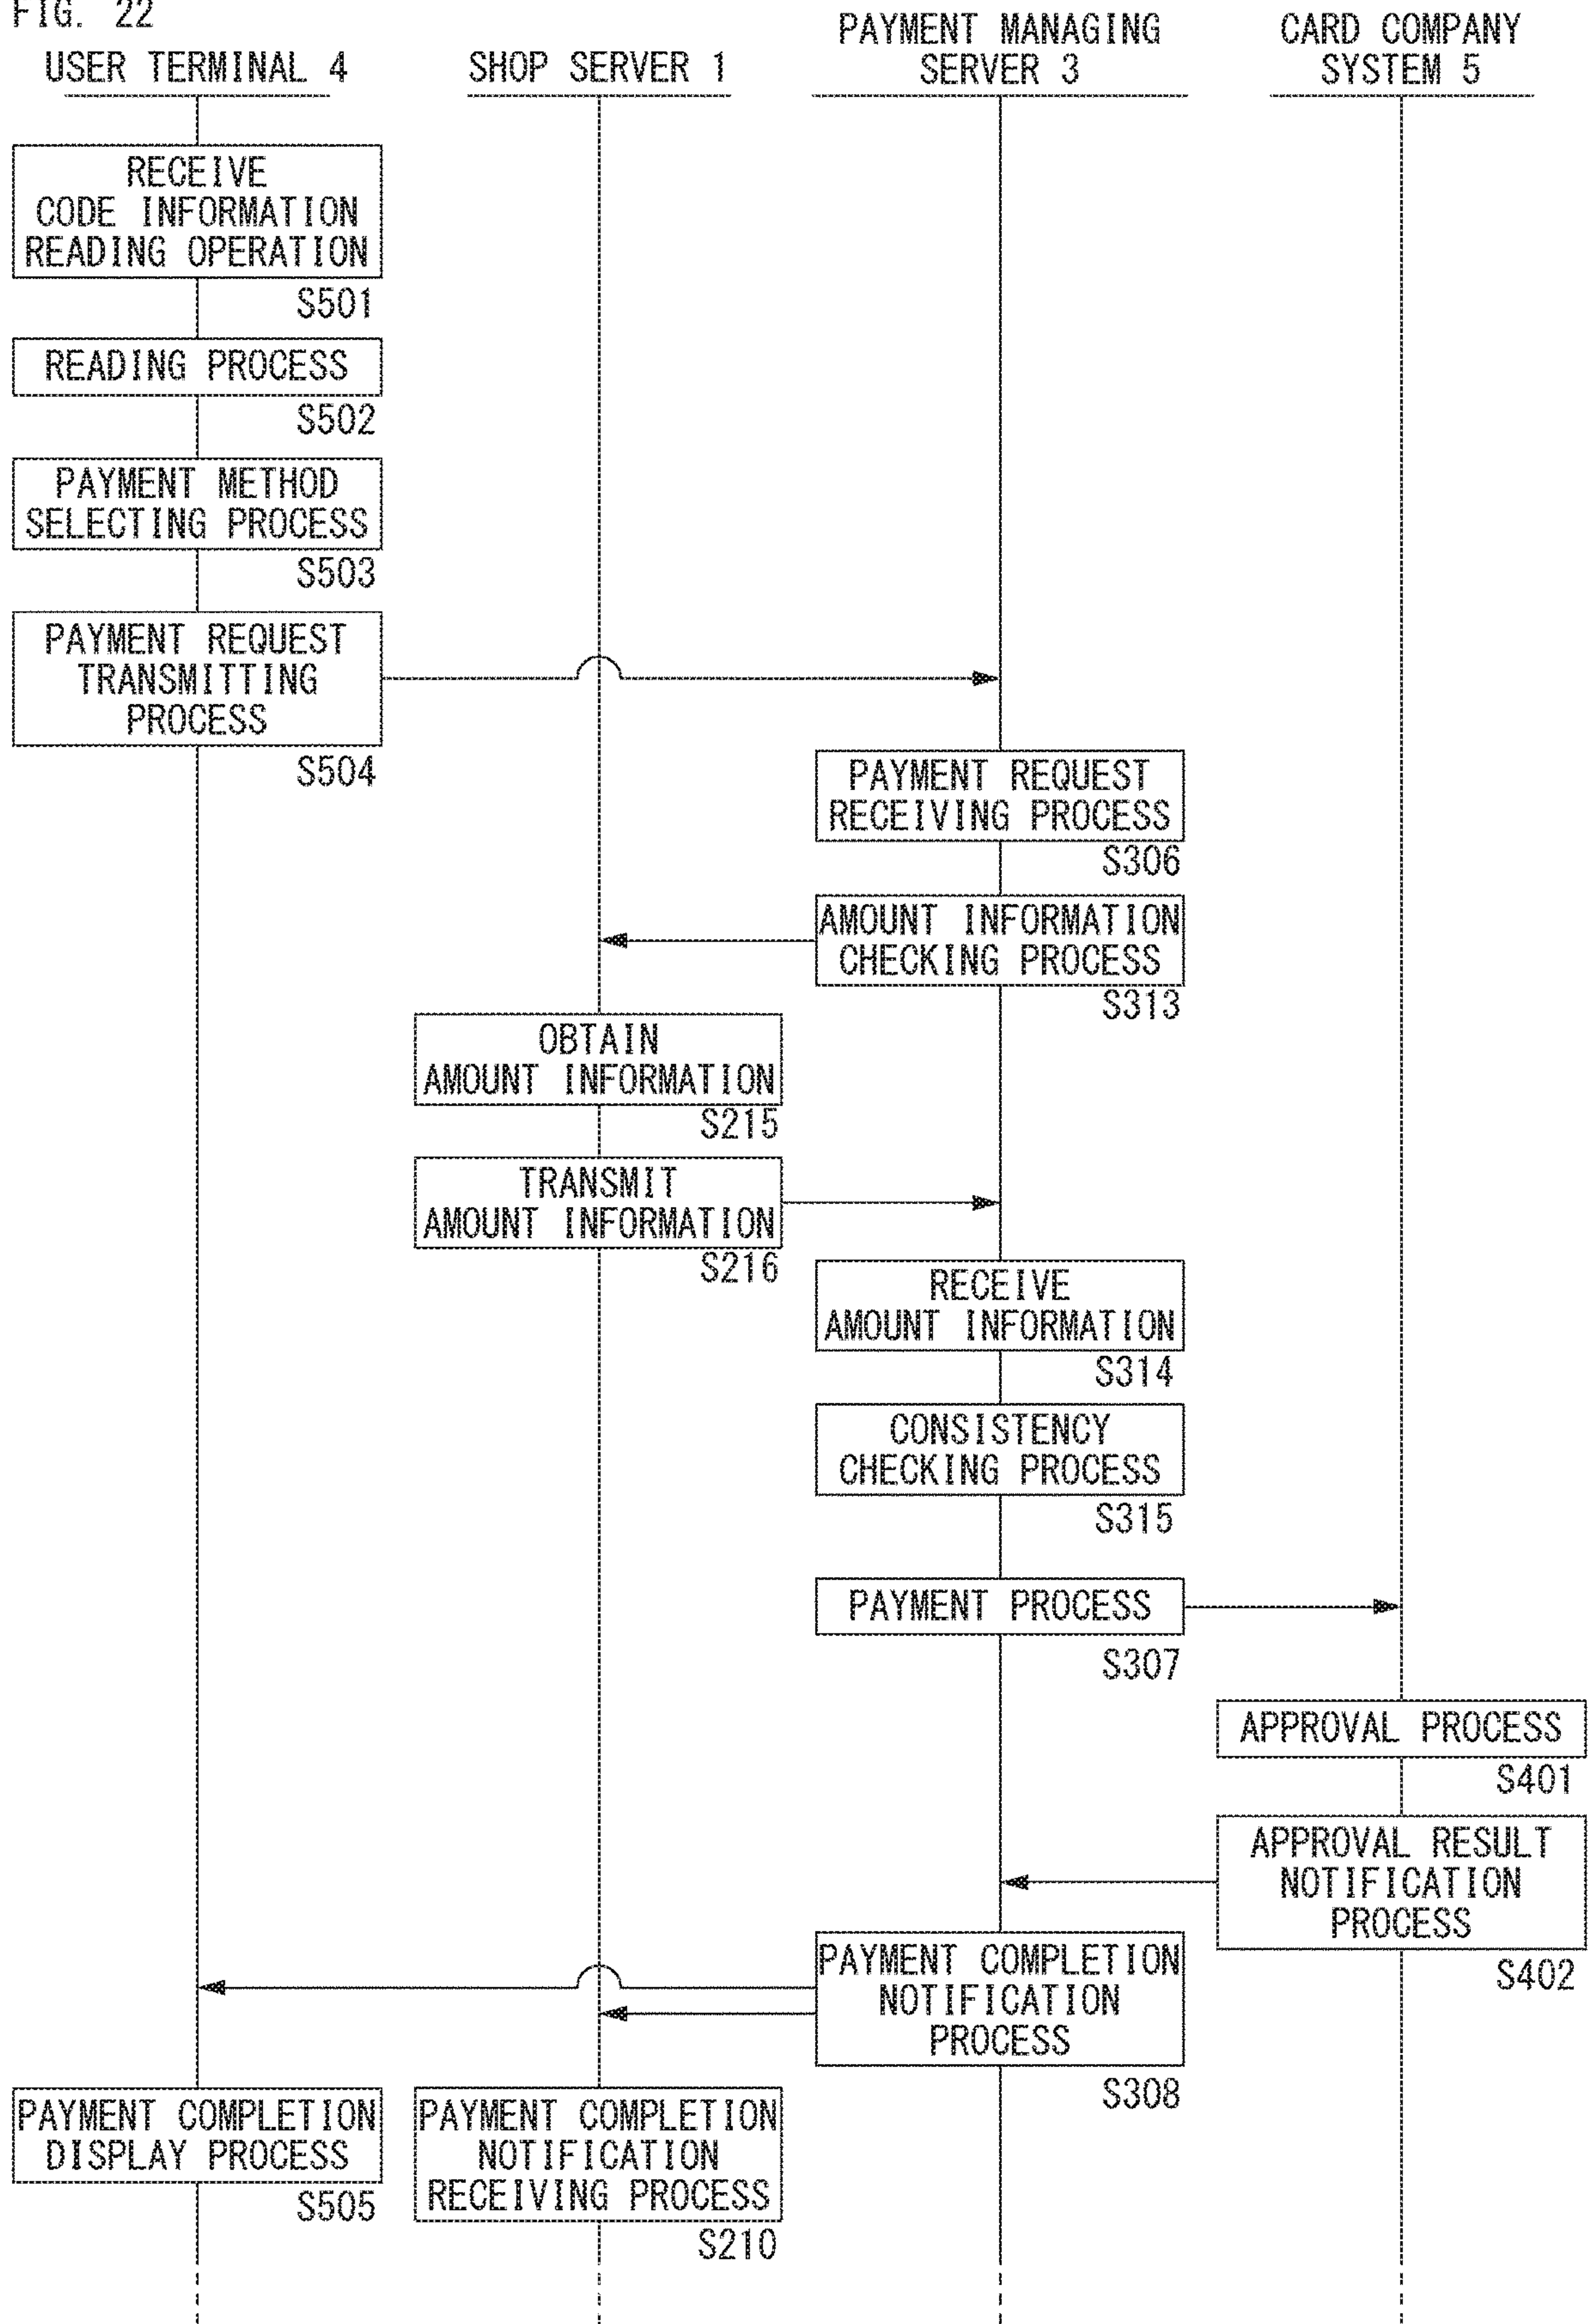 FIG. 22
USER TERMINAL 4
SHOP SERVER 1
PAYMENT MANAGING
SERVER 3
CARD COMPANY
SYSTEM 5
RECEIVE
CODE INFORMATION
READING OPERATION
S501
READING PROCESS
S502
PAYMENT METHOD
SELECTING PROCESS
S503
PAYMENT REQUEST
TRANSMITTING
PROCESS
S504
PAYMENT REQUEST
RECEIVING PROCESS
S306
AMOUNT INFORMATION
CHECKING PROCESS
S313
OBTAIN
AMOUNT INFORMATION
S215
TRANSMIT
AMOUNT INFORMATION
S216
RECEIVE
AMOUNT INFORMATION
S314
CONSISTENCY
CHECKING PROCESS
S315
PAYMENT PROCESS
S307
APPROVAL PROCESS
S401
APPROVAL RESULT
NOTIFICATION
PROCESS
S402
PAYMENT COMPLETION
NOTIFICATION
PROCESS
S308
PAYMENT COMPLETION
DISPLAY PROCESS
S505
PAYMENT COMPLETION
NOTIFICATION
RECEIVING PROCESS
S210